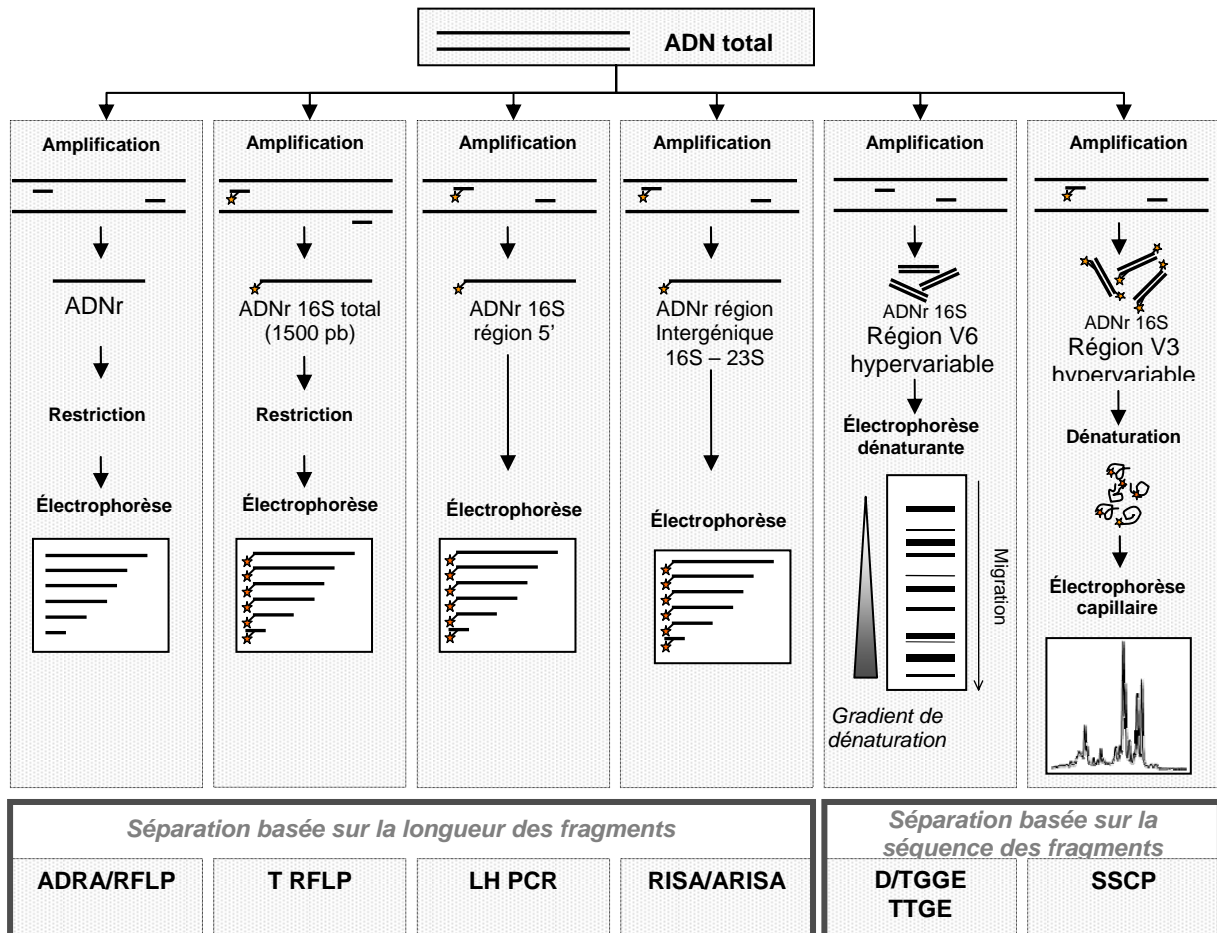 ADN total
Amplification
ADNr
Restriction
Électrophorèse
Amplification
ADNr 16S total
(1500 pb)
Restriction
Électrophorèse
Amplification
ADNr 16S
région 5’
Électrophorèse
Amplification
ADNr région
Intergénique
16S – 23S
Électrophorèse
Amplification
ADNr 16S
Région V6
hypervariable
Électrophorèse
dénaturante
Migration
Gradient de
dénaturation
Amplification
ADNr 16S
Région V3
hypervariable
Dénaturation
Électrophorèse
capillaire
Séparation basée sur la longueur des fragments
Séparation basée sur la
séquence des fragments
ADRA/RFLP
T RFLP
LH PCR
RISA/ARISA
D/TGGE
TTGE
SSCP